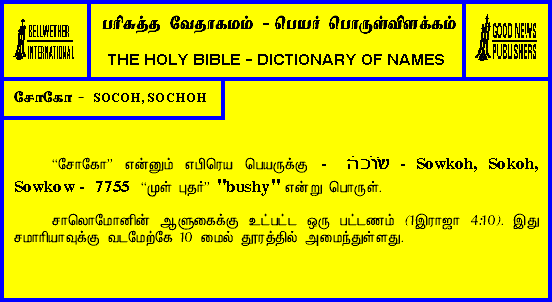 BELLWETHER
INTERNATIONAL
பரிசுத்த வேதாகமம் - பெயர் பொருள்விளக்கம்
THE HOLY BIBLE - DICTIONARY OF NAMES
GOOD NEWS
PUBLISHERS
சோகோ - SOCOH, SOCHOH
“சோகோ” என்னும் எபிரெய பெயருக்கு - שׂוֹכֹה - Sowkoh, Sokoh,
Sowkow - 7755 “முள் புதர்” "bushy" என்று பொருள்.
சாலொமோனின் ஆளுகைக்கு உட்பட்ட ஒரு பட்டணம் (1இராஜா 4:10). இது
சமாரியாவுக்கு வடமேற்கே 10 மைல் தூரத்தில் அமைந்துள்ளது.